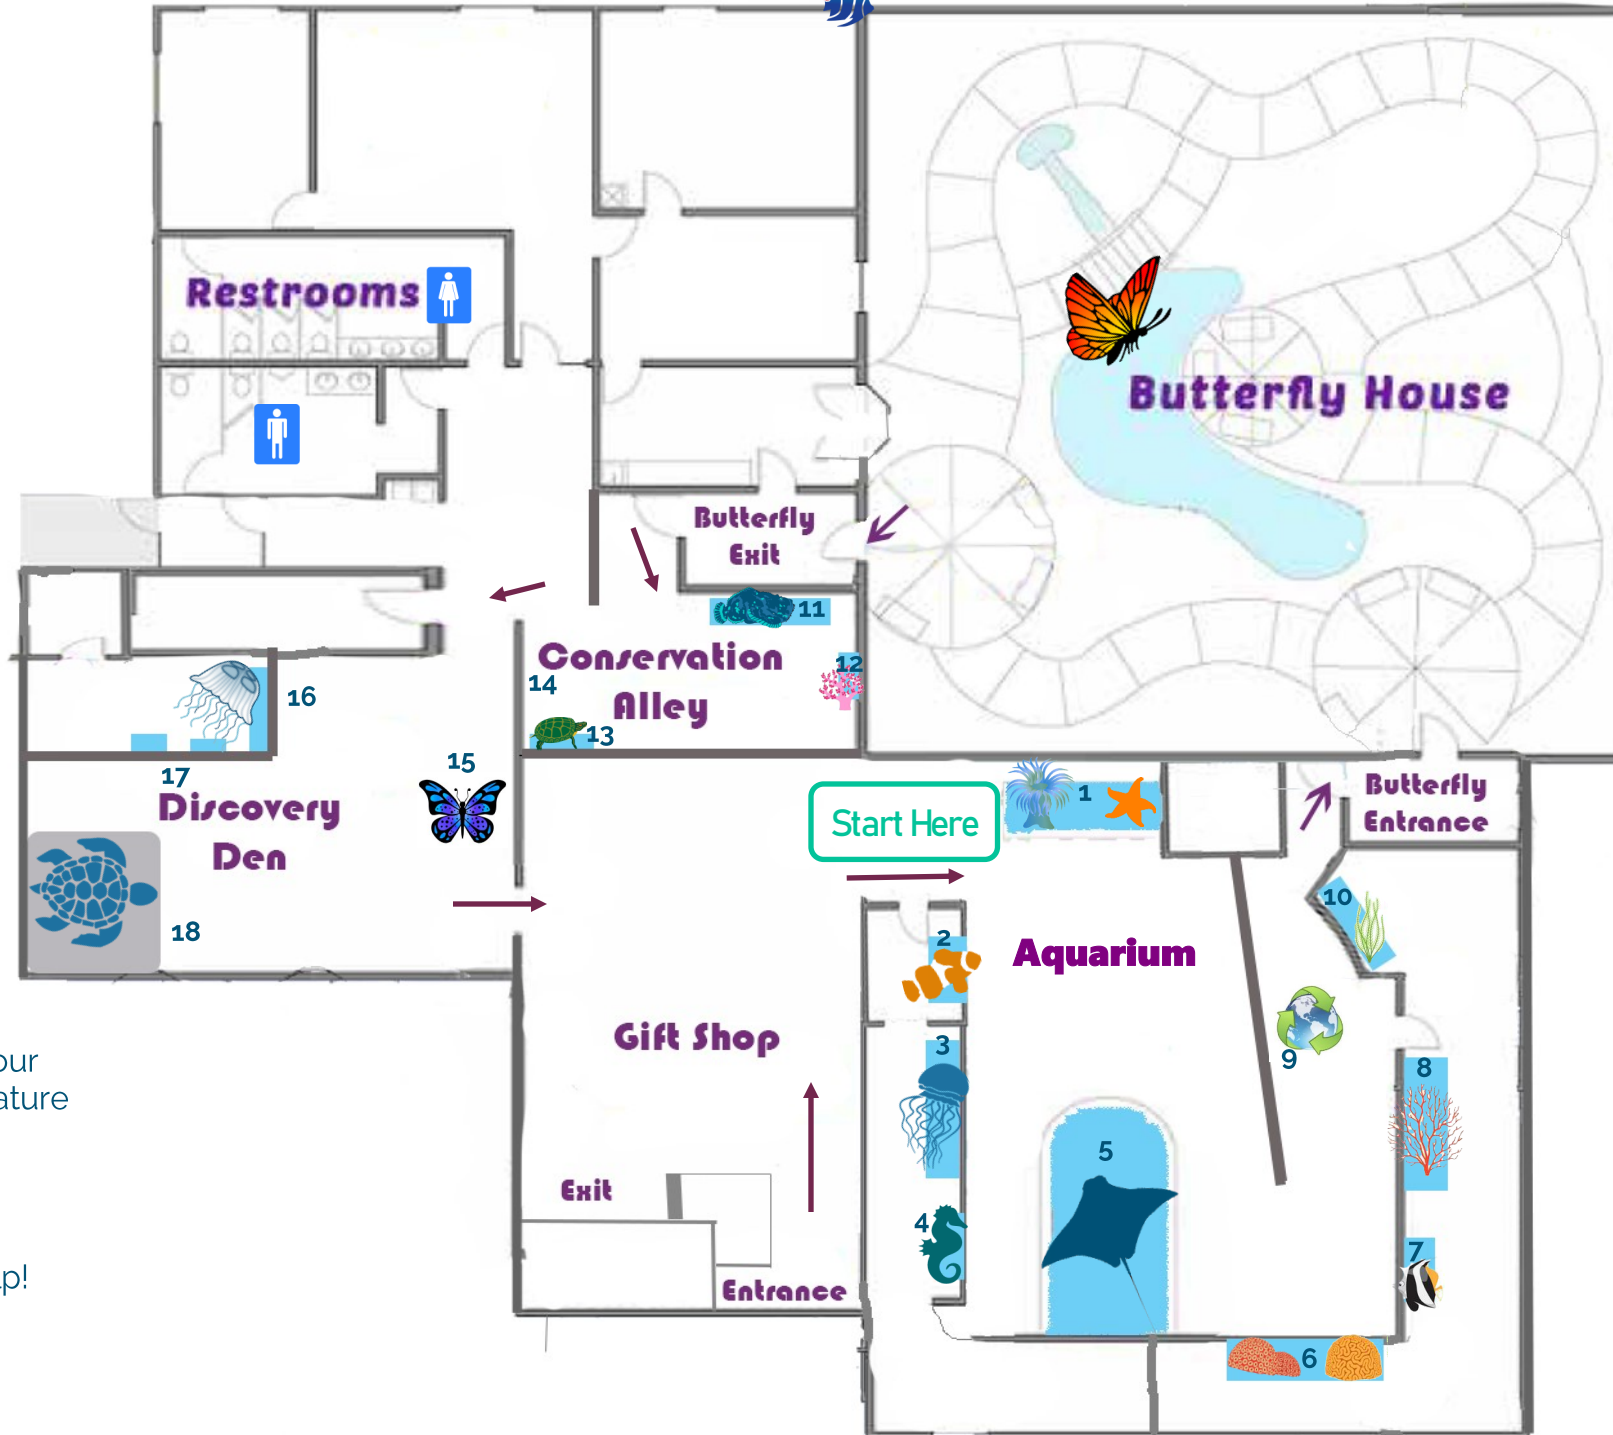 Restrooms
Butterfly House
Butterfly
Exit
11
Conservation
Alley
12
14
13
16
15
17
Discovery
Den
18
Start Here
1
Butterfly
Entrance
10
2
Aquarium
Gift Shop
3
9
8
our
ature
5
Exit
4
7
p!
Entrance
6